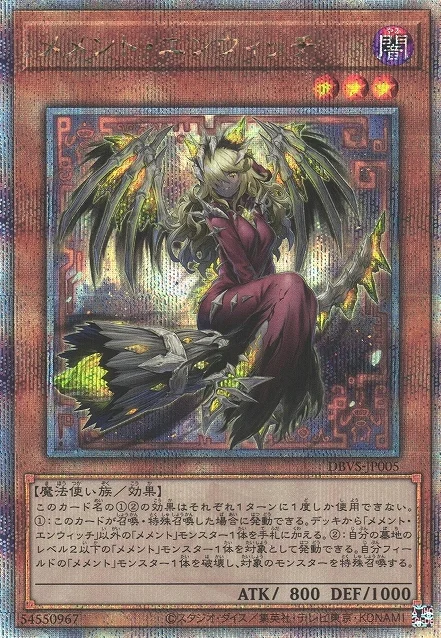 メメント・エンウィッチ
闇
DBVS-JP005
【魔法使い族／効果】
このカード名の①②の効果はそれぞれ１ターンに１度しか使用できない。
①：このカードが召喚・特殊召喚した場合に発動できる。デッキから「メメント・
エンウィッチ」以外の「メメント」モンスター１体を手札に加える。②：自分の墓地の
レベル２以下の「メメント」モンスター１体を対象として発動できる。自分フィー
ルドの「メメント」モンスター１体を破壊し、対象のモンスターを特殊召喚する。
ATK/ 800 DEF/1000
54550967 ©スタジオ・ダイス／集英社・テレビ東京・KONAMI